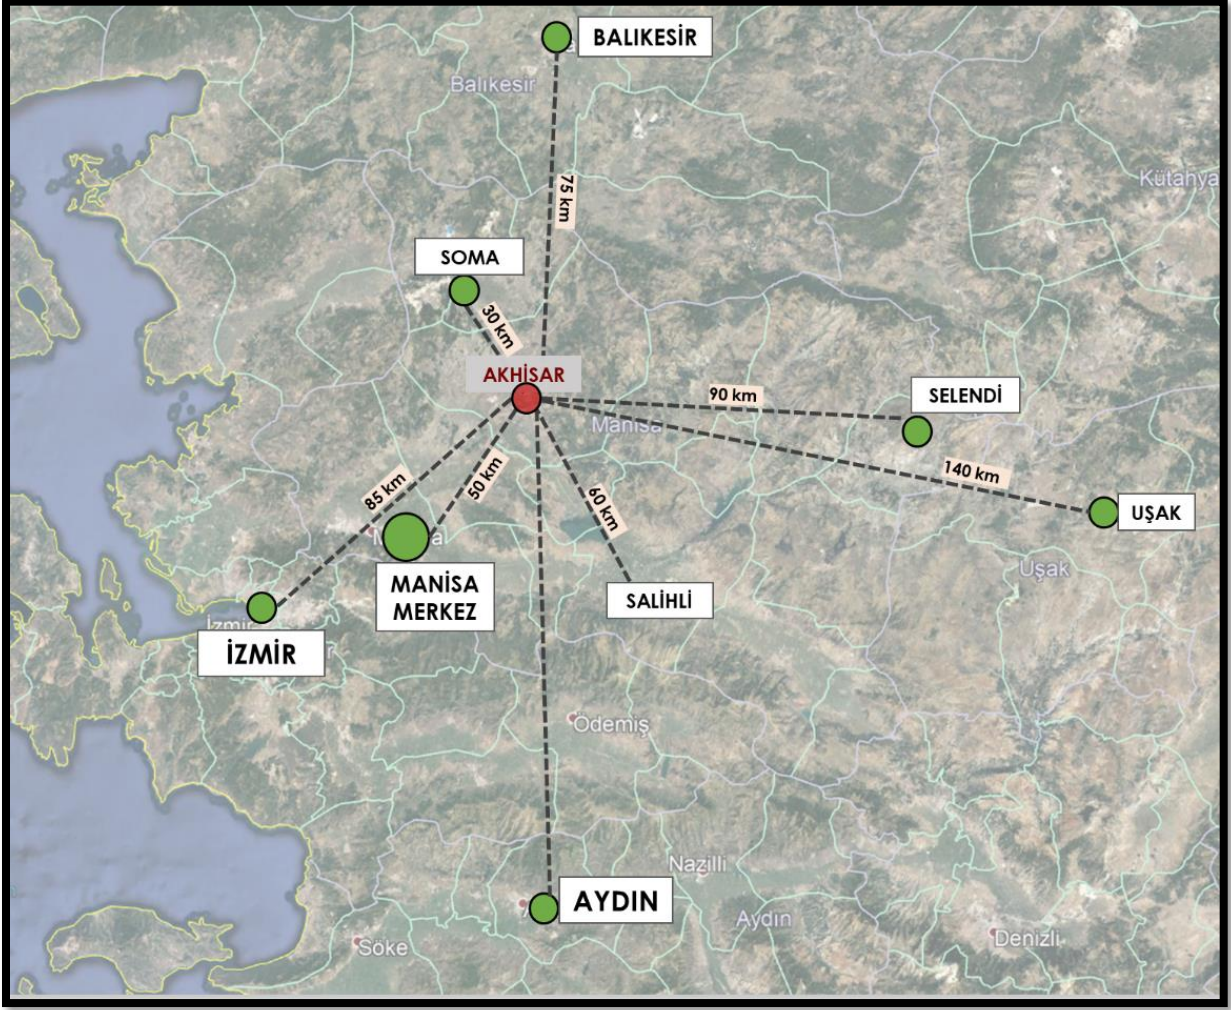 BALIKESİR
Balıkesir
Kütahya
75 km
SOMA
30 km
AKHİSAR
90 km
SELENDİ
Manisa
140 km
85 km
50 km
60 km
UŞAK
Uşak
MANİSA
MERKEZ
SALİHLİ
İzmir
İZMİR
Ödemiş
Nazilli
AYDIN
Aydın
Söke
Denizli